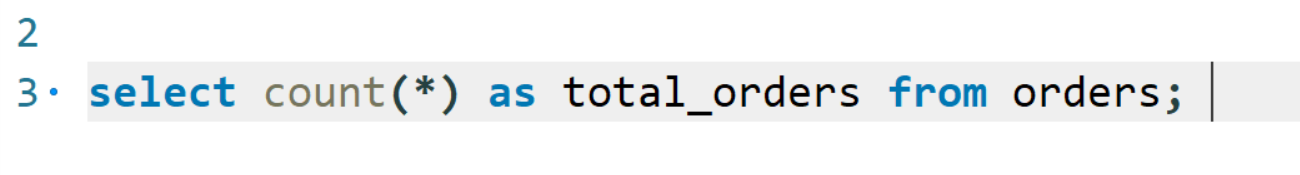 2
3 select count(*) as total_orders from orders;